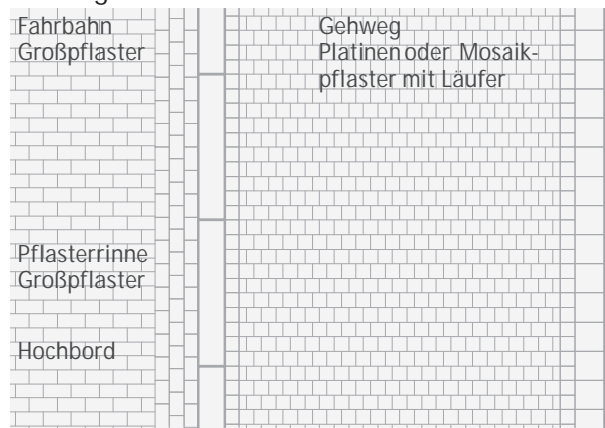 Fahrbahn
Großpflaster
Gehweg
Platinen oder Mosaik-
pflaster mit Läufer
Pflasterrinne
Großpflaster
Hochbord